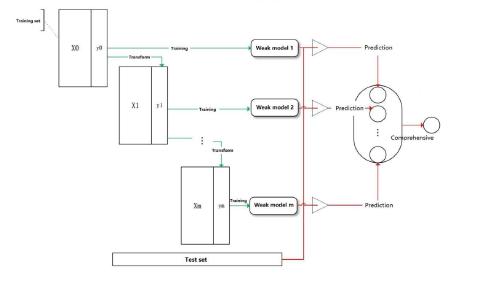 Training set
X0 y0
Training
Weak model 1
Prediction
Transform
X1 y1
Training
Weak model 2
Prediction
Comprehensive
Transform
Xm ym
Training
Weak model m
Prediction
Test set